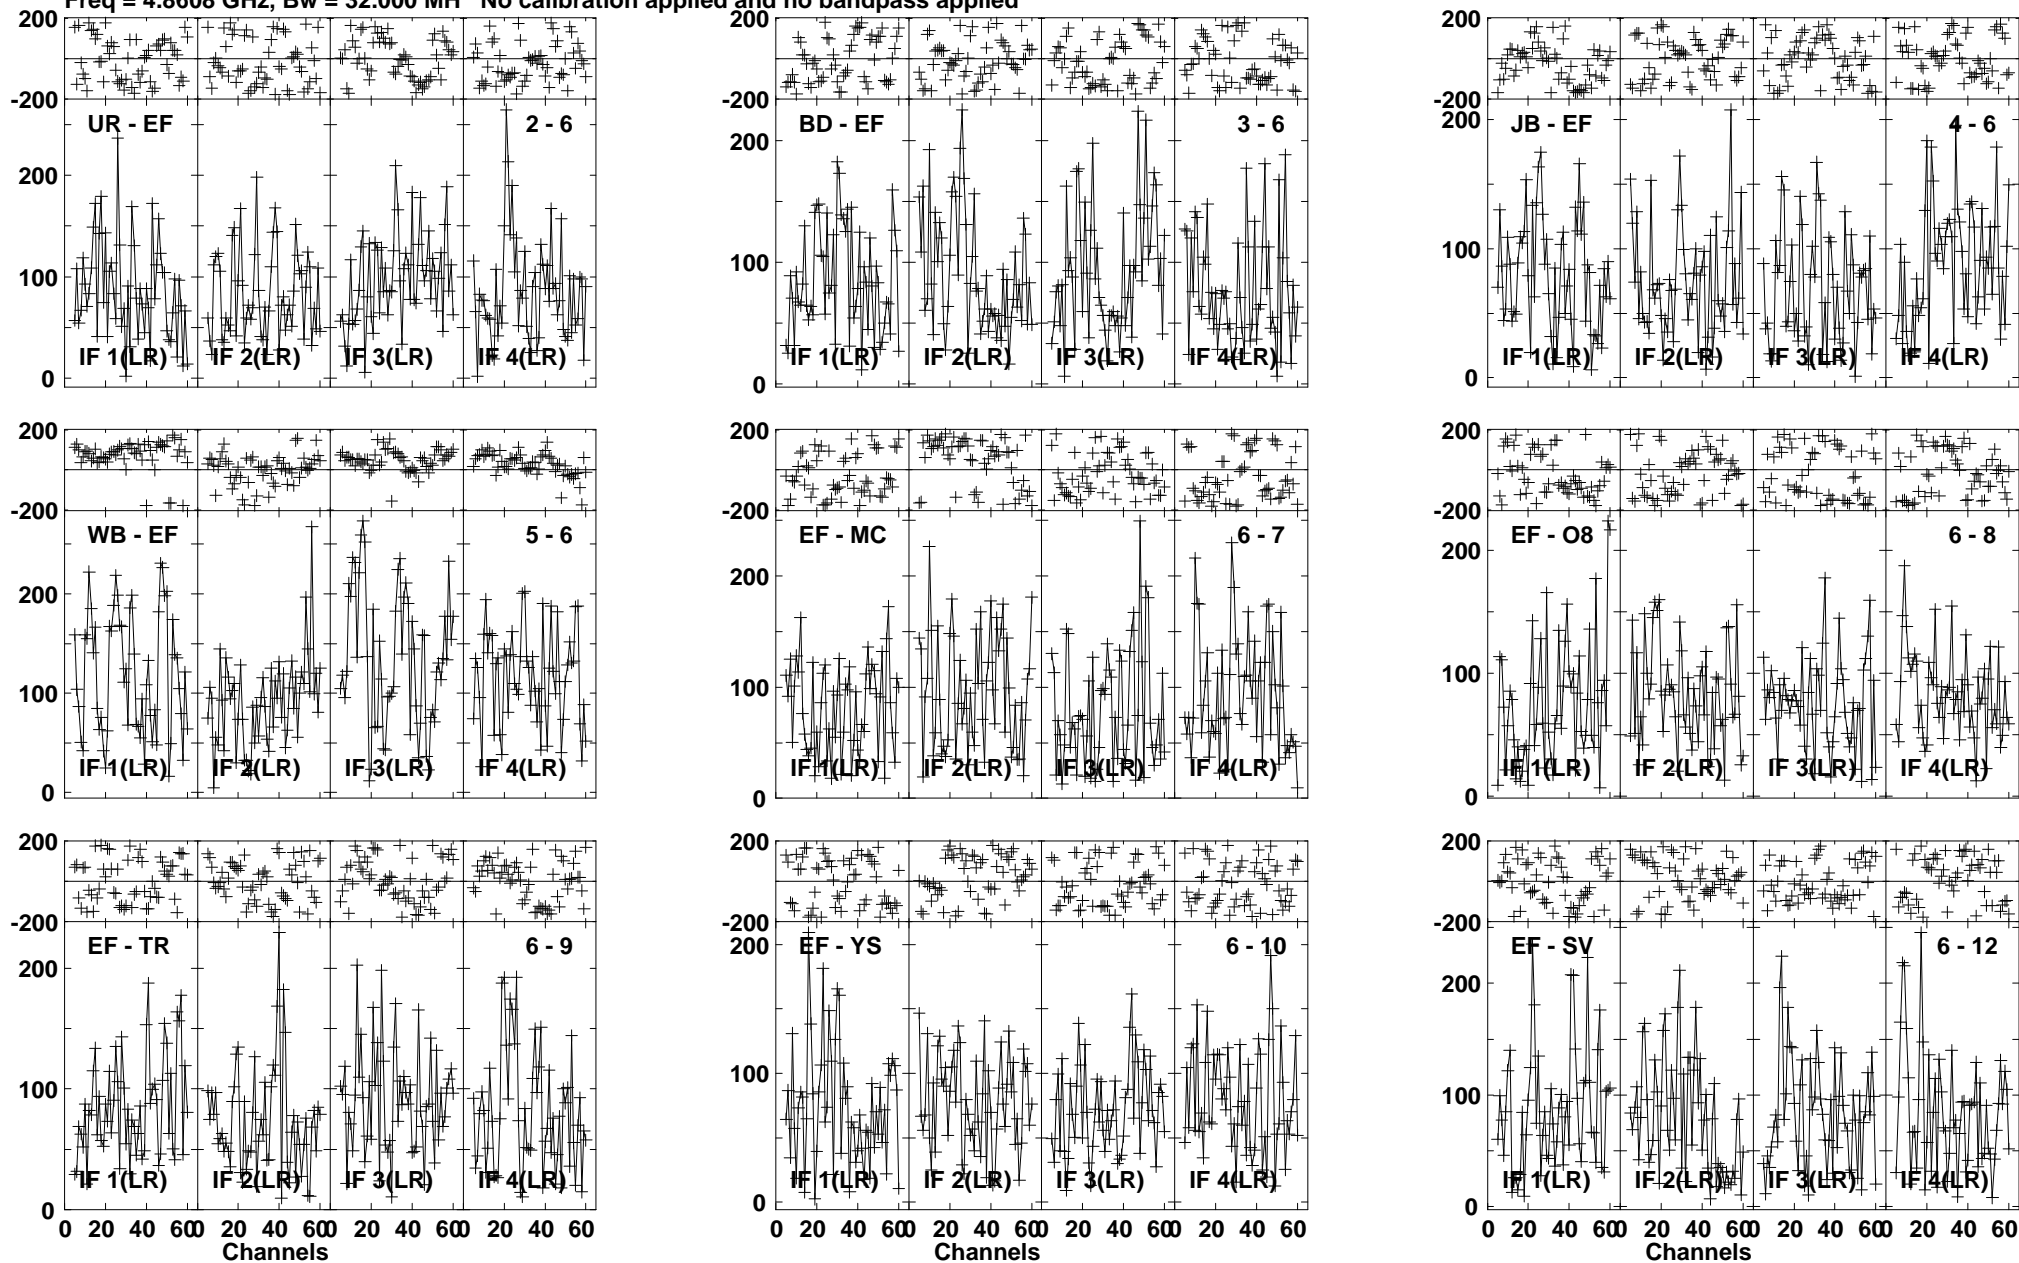 Freq = 4.8608 GHz, Bw = 32.000 MH No calibration applied and no bandpass applied
200 200 200
-200 -200 -200
UR - EF 2 - 6 BD - EF 3 - 6 JB - EF 4 - 6
200 200 200
100 100 100
IF 1(LR) IF 2(LR) IF 3(LR) IF 4(LR) IF 1(LR) IF 2(LR) IF 3(LR) IF 4(LR) IF 1(LR) IF 2(LR) IF 3(LR) IF 4(LR)
0 0 0
200 200 200
-200 -200 -200
WB - EF 5 - 6 EF - MC 6 - 7 EF - O8 6 - 8
200 200 200
100 100 100
IF 1(LR) IF 2(LR) IF 3(LR) IF 4(LR) IF 1(LR) IF 2(LR) IF 3(LR) IF 4(LR) IF 1(LR) IF 2(LR) IF 3(LR) IF 4(LR)
0 0 0
200 200 200
-200 -200 -200
EF - TR 6 - 9 EF - YS 6 - 10 EF - SV 6 - 12
200 200 200
100 100 100
IF 1(LR) IF 2(LR) IF 3(LR) IF 4(LR) IF 1(LR) IF 2(LR) IF 3(LR) IF 4(LR) IF 1(LR) IF 2(LR) IF 3(LR) IF 4(LR)
0 0 0
0 20 40 60 20 40 60 0 20 40 60 0 20 40 60 0 20 40 60 0 20 40 60 0 20 40 60 0 20 40 60 0 20 40 60 0 20 40 60 0 20 40 60 0 20 40 60
Channels Channels Channels